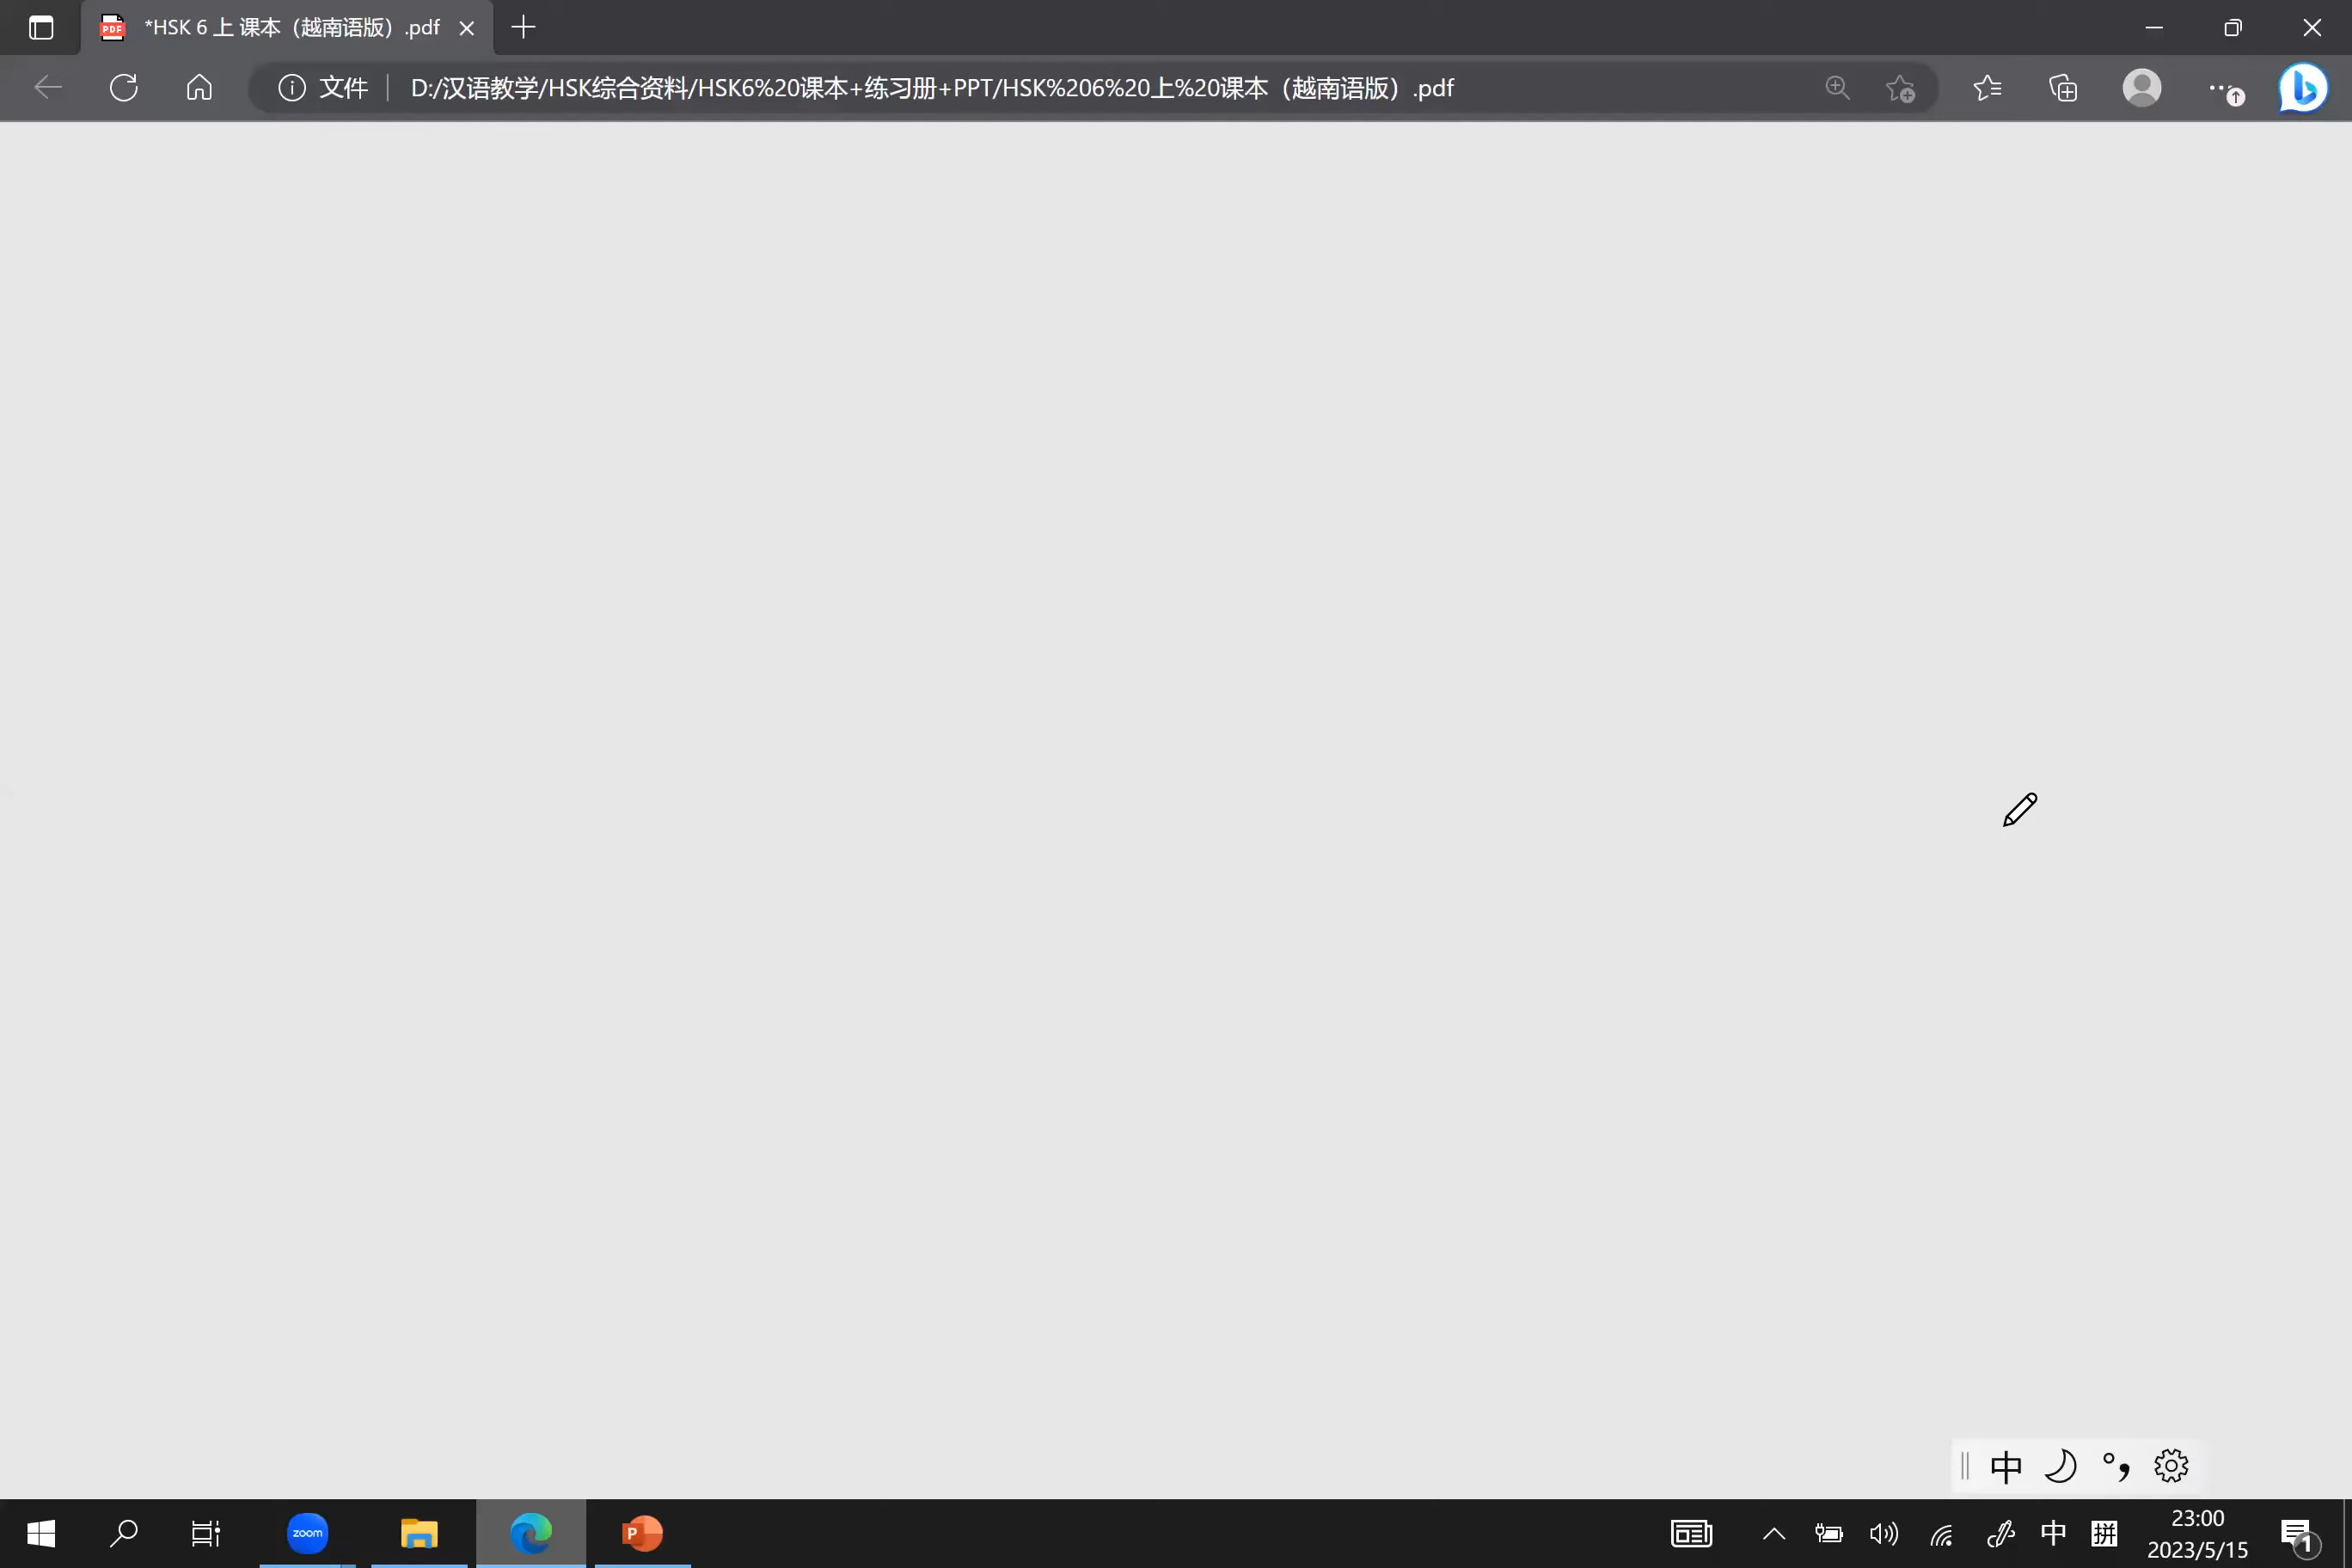 *HSK 6 上 课本（越南语版）.pdf
文件
D:/汉语教学/HSK综合资料/HSK6%20课本+练习册+PPT/HSK%206%20上%20课本（越南语版）.pdf
中 °,
zoom
P
中 拼
23:00
2023/5/15
1